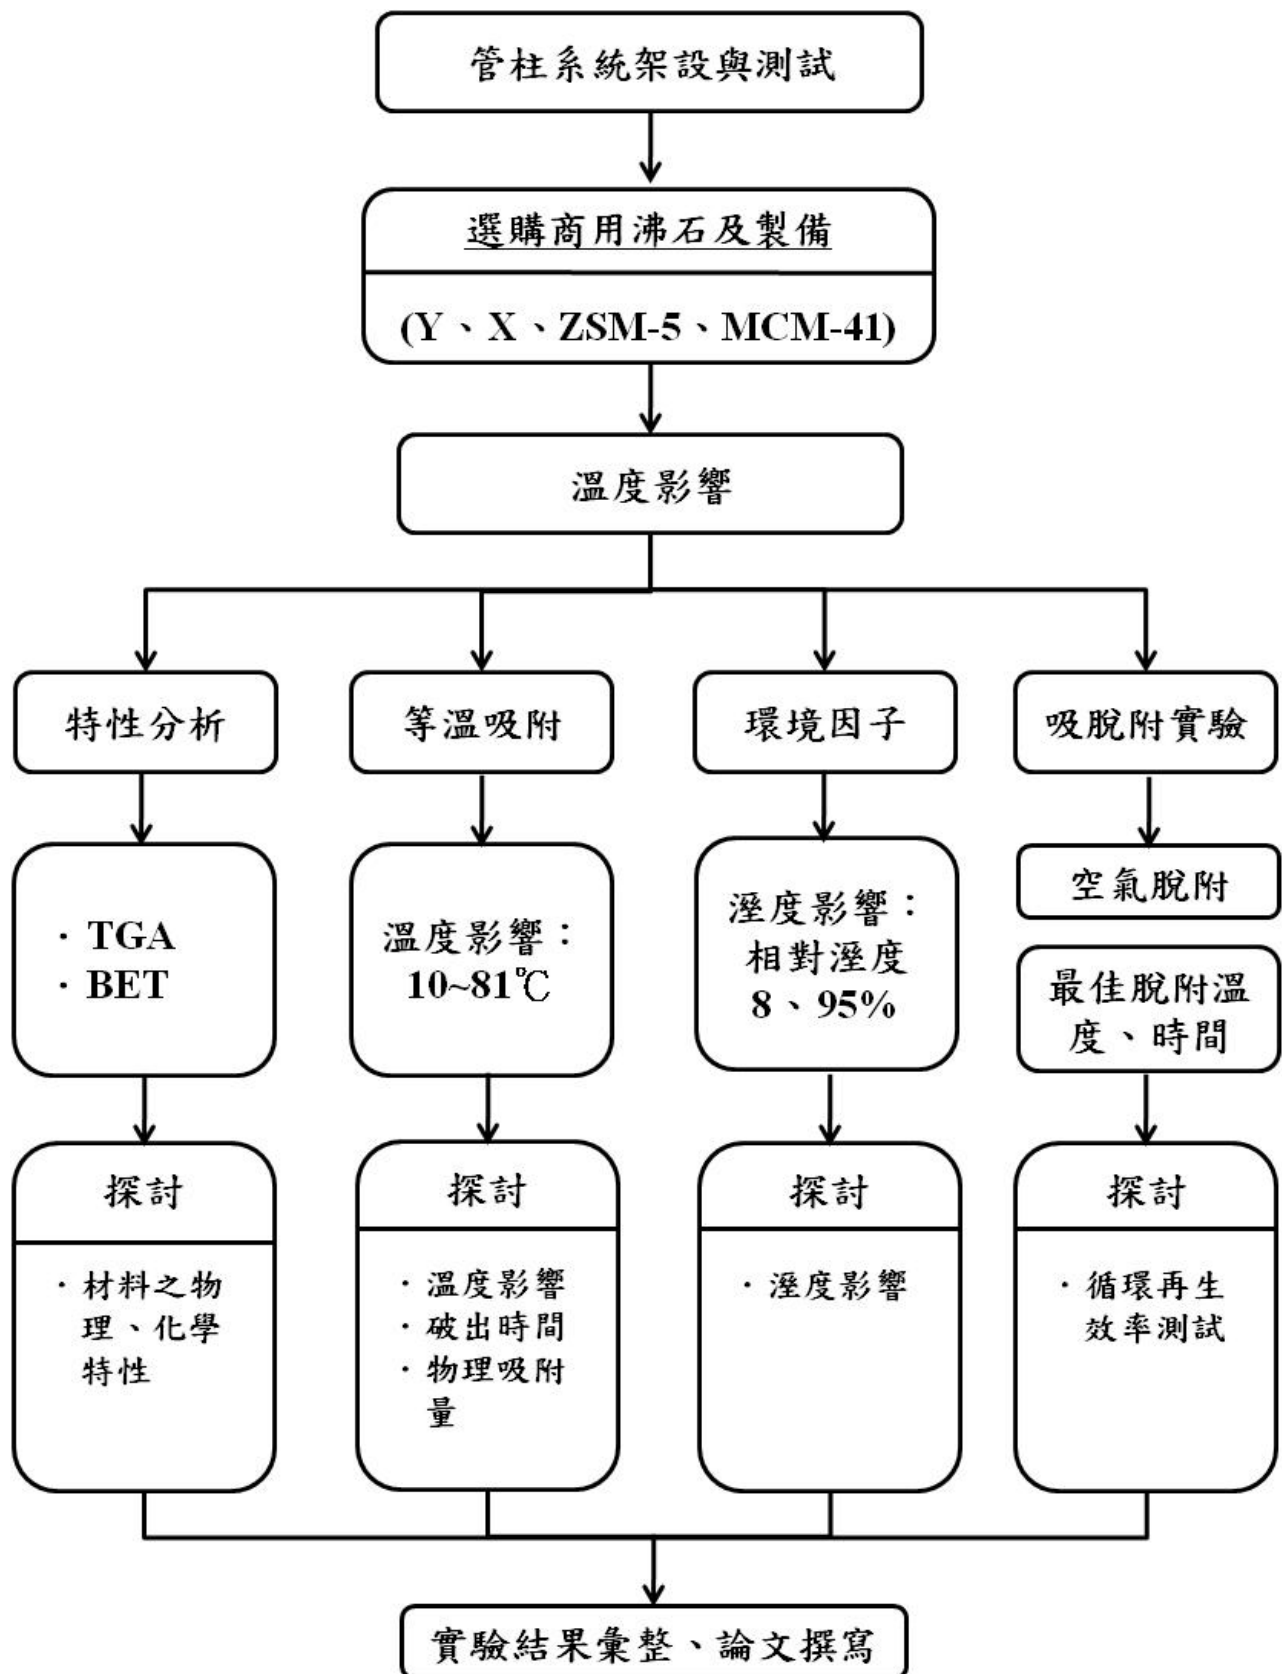 管柱系統架設與測試
選購商用沸石及製備
(Y、X、ZSM-5、MCM-41)
溫度影響
特性分析
等溫吸附
環境因子
吸脫附實驗
· TGA
· BET
溫度影響：
10~81℃
溼度影響：
相對溼度
8、95%
空氣脫附
最佳脫附溫
度、時間
探討
· 材料之物
理、化學
特性
探討
· 溫度影響
· 破出時間
· 物理吸附
量
探討
· 溼度影響
探討
· 循環再生
效率測試
實驗結果彙整、論文撰寫